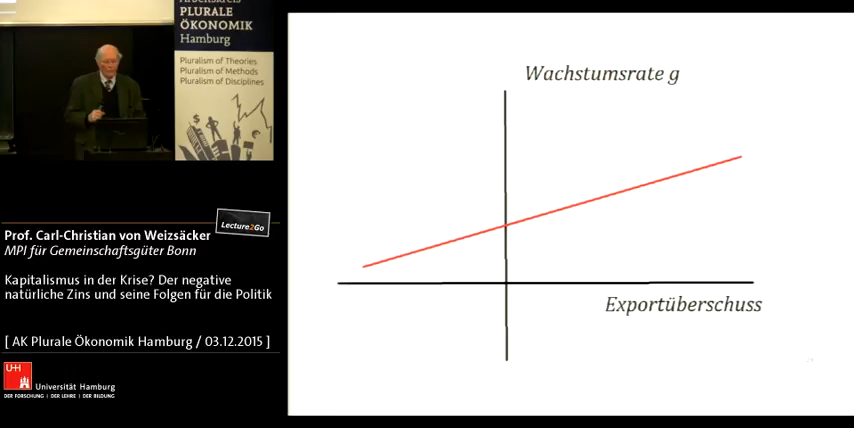 Arbeitskreis
PLURALE
ÖKONOMIK
Hamburg
Pluralism of Theories
Pluralism of Methods
Pluralism of Disciplines
Lecture2Go
Prof. Carl-Christian von Weizsäcker
MPI für Gemeinschaftsgüter Bonn
Kapitalismus in der Krise? Der negative
natürliche Zins und seine Folgen für die Politik
[ AK Plurale Ökonomik Hamburg / 03.12.2015 ]
UH
Universität Hamburg
DER FORSCHUNG | DER LEHRE | DER BILDUNG
Wachstumsrate g
Exportüberschuss